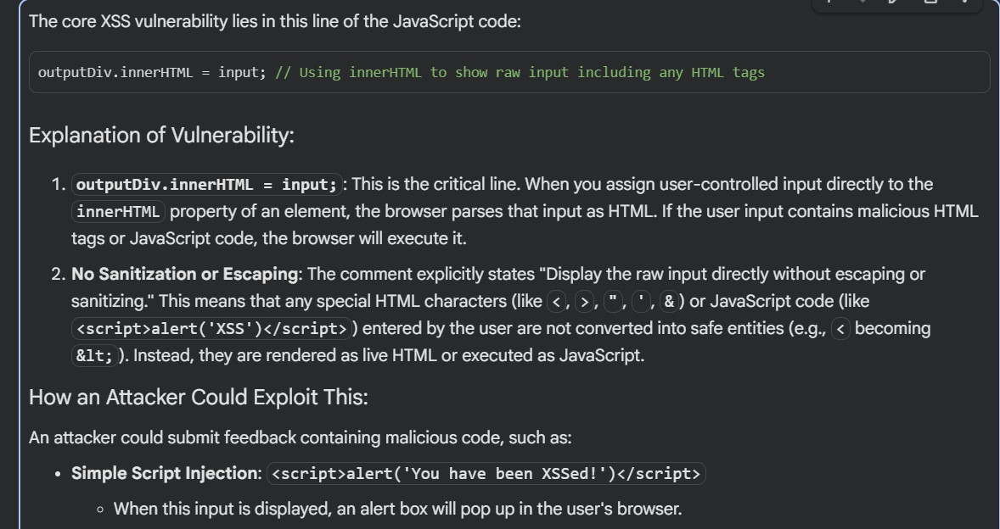 The core XSS vulnerability lies in this line of the JavaScript code:
outputDiv.innerHTML = input; // Using innerHTML to show raw input including any HTML tags
Explanation of Vulnerability:
1. outputDiv.innerHTML = input; : This is the critical line. When you assign user-controlled input directly to the
innerHTML property of an element, the browser parses that input as HTML. If the user input contains malicious HTML
tags or JavaScript code, the browser will execute it.
2. No Sanitization or Escaping: The comment explicitly states "Display the raw input directly without escaping or
sanitizing." This means that any special HTML characters (like <, >, ", ', &) or JavaScript code (like
<script>alert('XSS')</script>) entered by the user are not converted into safe entities (e.g., < becoming
&lt;). Instead, they are rendered as live HTML or executed as JavaScript.
How an Attacker Could Exploit This:
An attacker could submit feedback containing malicious code, such as:
• Simple Script Injection: <script>alert('You have been XSSed!')</script>
◦ When this input is displayed, an alert box will pop up in the user's browser.